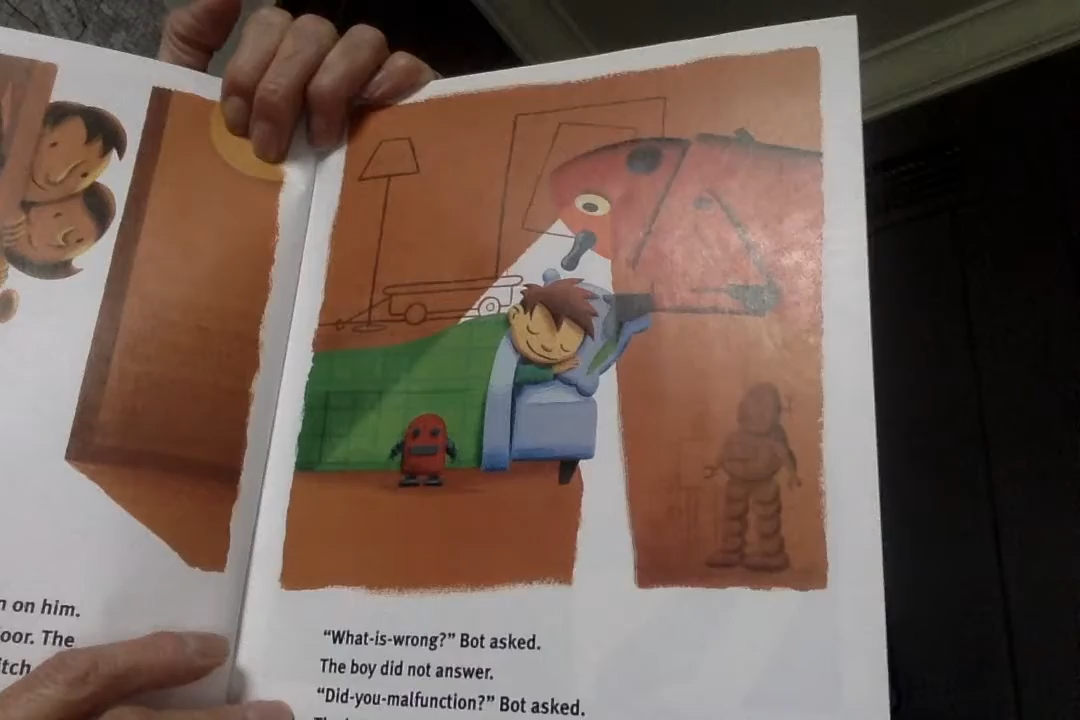 n on him.
oor. The
itch
“What-is-wrong?” Bot asked.
The boy did not answer.
“Did-you-malfunction?” Bot asked.